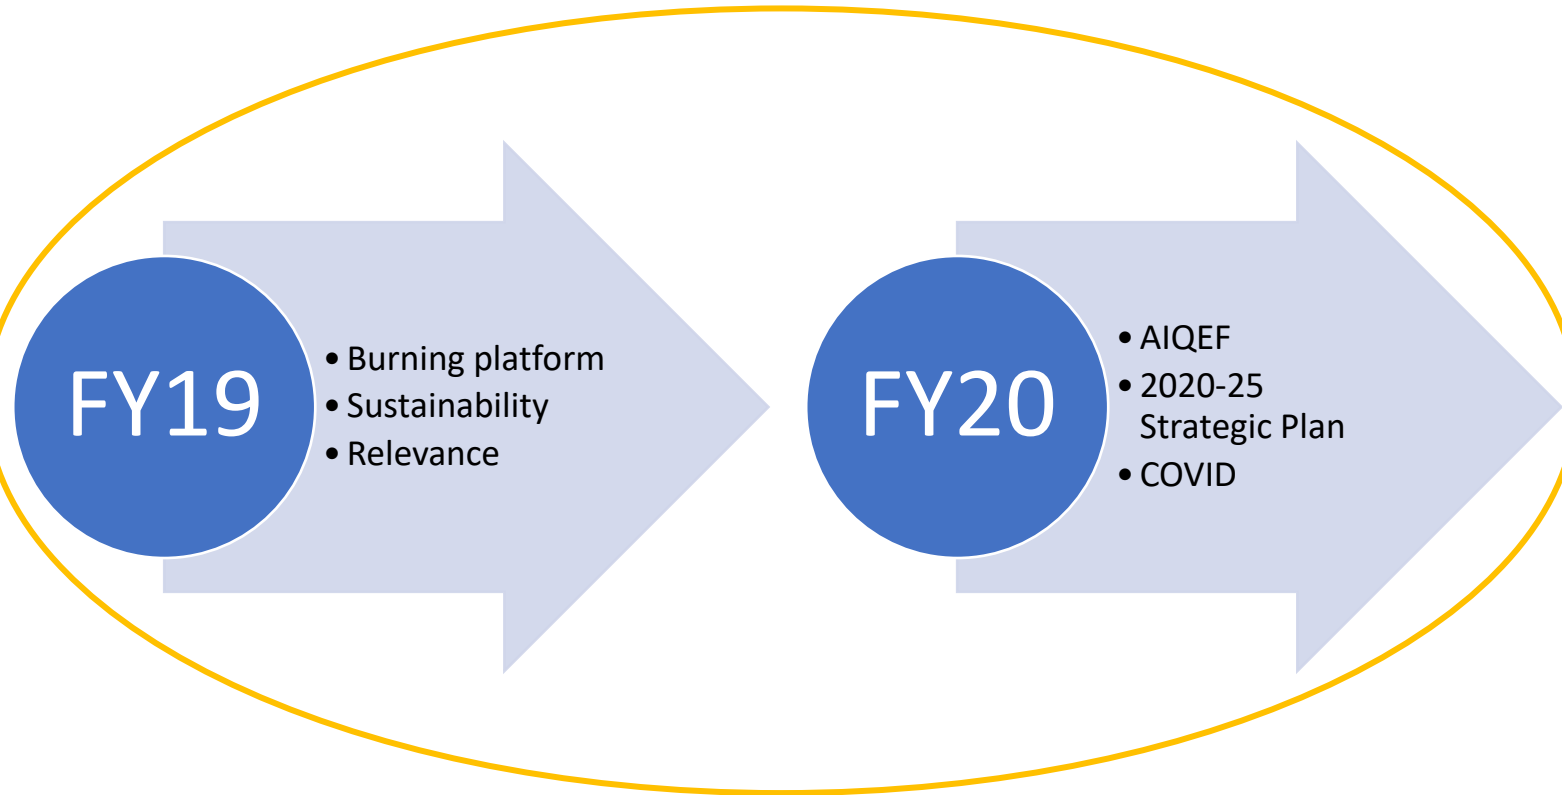 FY19
• Burning platform
• Sustainability
• Relevance
FY20
• AIQEF
• 2020-25
Strategic Plan
• COVID